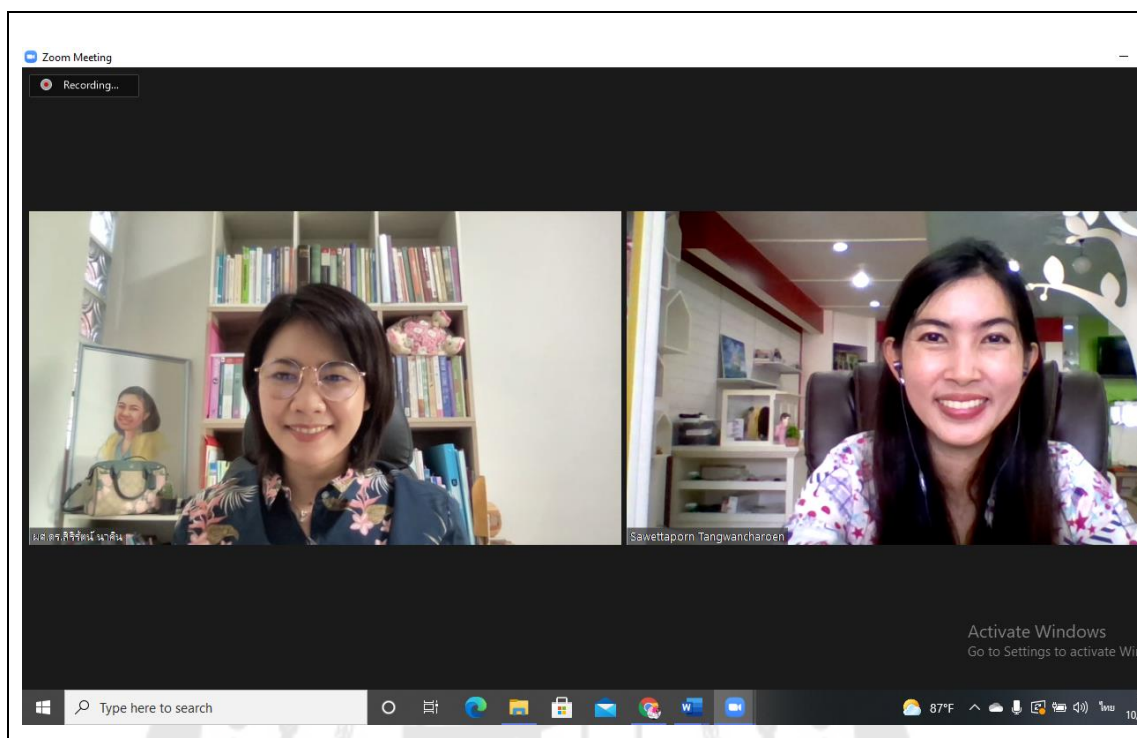 Zoom Meeting
Recording...
ผศ.ดร.สิริรัตน์ นาคิน
Sawettaporn Tangwancharoen
Activate Windows
Go to Settings to activate Wi
Type here to search
87°F
ไทย
10